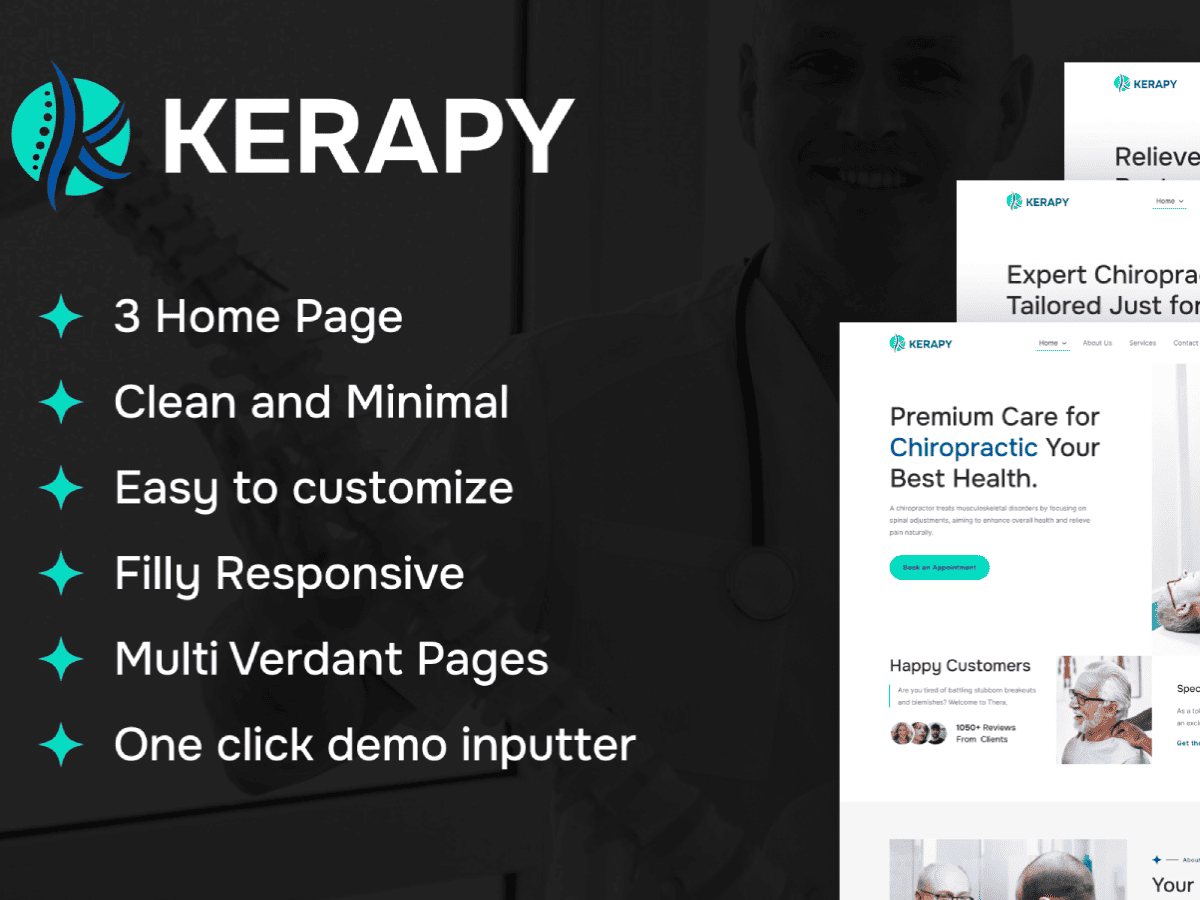 KERAPY
3 Home Page
Clean and Minimal
Easy to customize
Filly Responsive
Multi Verdant Pages
One click demo inputter
KERAPY
Relieve
KERAPY
Home
Expert Chiropra
Tailored Just for
KERAPY
Home
About Us
Services
Contact
Premium Care for
Chiropractic Your
Best Health.
A chiropractor treats musculoskeletal disorders by focusing on
spinal adjustments, aiming to enhance overall health and relieve
pain naturally.
Book an Appointment
Happy Customers
Are you tired of battling stubborn breakouts
and blemishes? Welcome to Thera.
1050+ Reviews
From Clients
Spec
As a to
an excl
Get the
About
Your